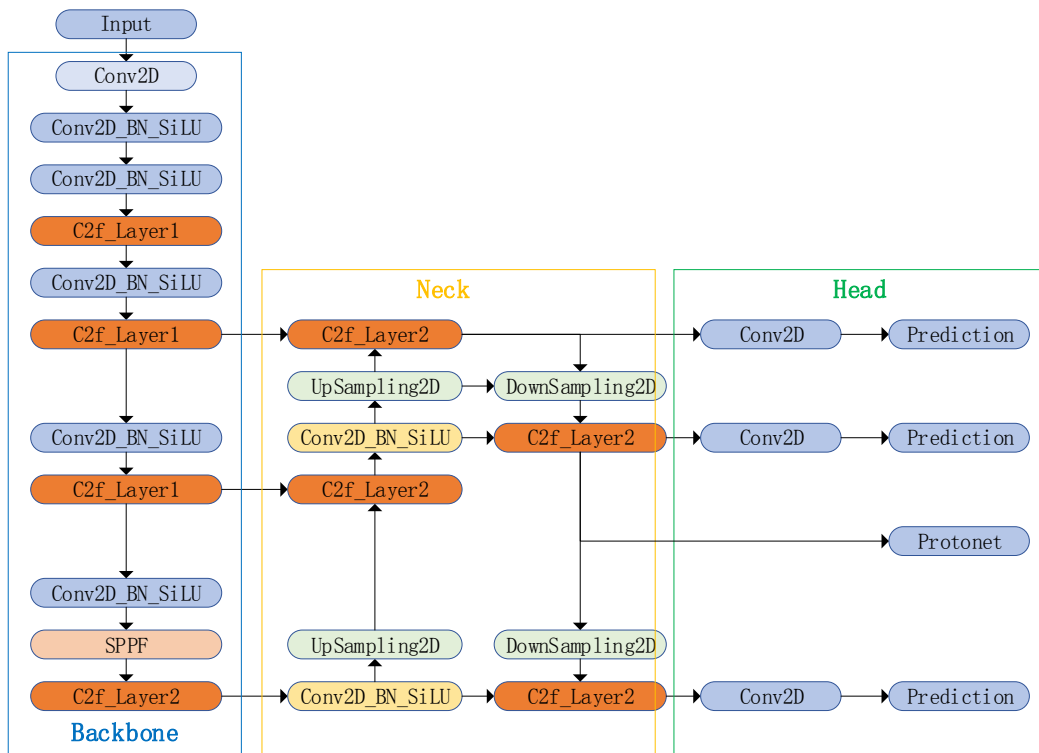 Input
Conv2D
Conv2D_BN_SiLU
Conv2D_BN_SiLU
C2f_Layer1
Conv2D_BN_SiLU
C2f_Layer1
Conv2D_BN_SiLU
C2f_Layer1
Conv2D_BN_SiLU
SPPF
C2f_Layer2
Backbone
Neck
C2f_Layer2
UpSampling2D
DownSampling2D
Conv2D_BN_SiLU
C2f_Layer2
C2f_Layer2
UpSampling2D
DownSampling2D
Conv2D_BN_SiLU
C2f_Layer2
Head
Conv2D
Prediction
Conv2D
Prediction
Protonet
Conv2D
Prediction